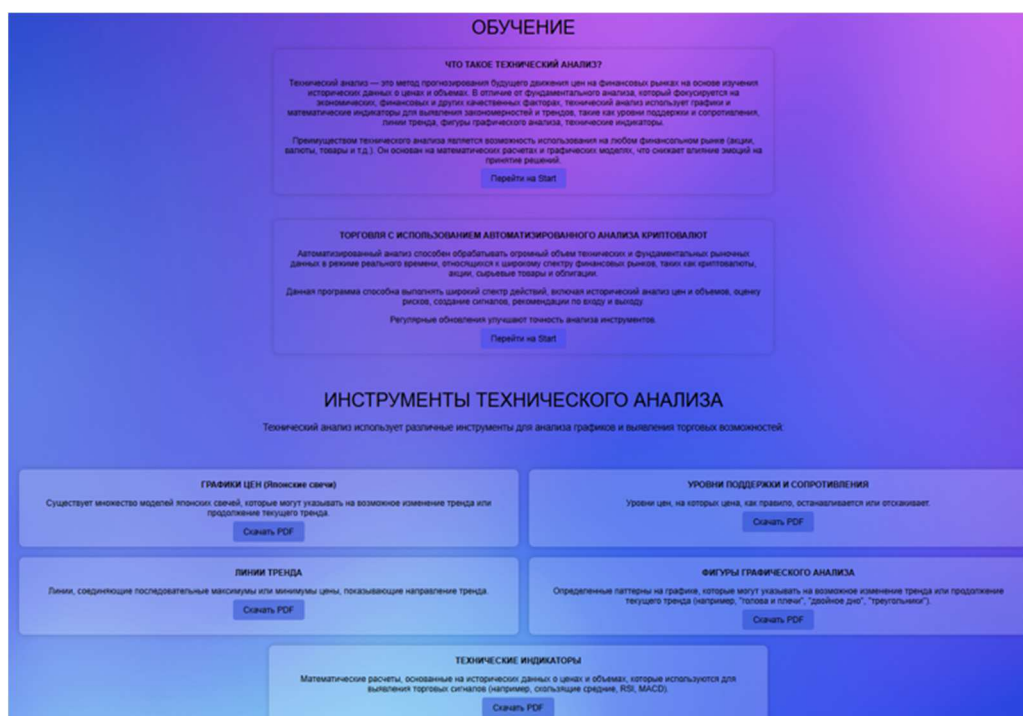 ОБУЧЕНИЕ
ЧТО ТАКОЕ ТЕХНИЧЕСКИЙ АНАЛИЗ?
Технический анализ — это метод прогнозирования будущего движения цен на финансовых рынках на основе изучения
исторических данных о ценах и объемах. В отличие от фундаментального анализа, который фокусируется на
экономических, финансовых и других качественных факторах, технический анализ использует графики и
математические индикаторы для выявления закономерностей и трендов, такие как уровни поддержки и сопротивления,
линии тренда, фигуры графического анализа, технические индикаторы.
Преимуществом технического анализа является возможность использования на любом финансовом рынке (акции,
валюты, товары и т.д.). Он основан на математических расчетах и графических моделях, что снижает влияние эмоций на
принятие решений.
Перейти на Start
ТОРГОВЛЯ С ИСПОЛЬЗОВАНИЕМ АВТОМАТИЗИРОВАННОГО АНАЛИЗА КРИПТОВАЛЮТ
Автоматизированный анализ способен обрабатывать огромный объем технических и фундаментальных рыночных
данных в режиме реального времени, относящихся к широкому спектру финансовых рынков, таких как криптовалюты,
акции, сырьевые товары и облигации.
Данная программа способна выполнять широкий спектр действий, включая исторический анализ цен и объемов, оценку
рисков, создание сигналов, рекомендации по входу и выходу.
Регулярные обновления улучшают точность анализа инструментов.
Перейти на Start
ИНСТРУМЕНТЫ ТЕХНИЧЕСКОГО АНАЛИЗА
Технический анализ использует различные инструменты для анализа графиков и выявления торговых возможностей:
ГРАФИКИ ЦЕН (Японские свечи)
Существует множество моделей японских свечей, которые могут указывать на возможное изменение тренда или
продолжение текущего тренда.
Скачать PDF
УРОВНИ ПОДДЕРЖКИ И СОПРОТИВЛЕНИЯ
Уровни цен, на которых цена, как правило, останавливается или отскакивает.
Скачать PDF
ЛИНИИ ТРЕНДА
Линии, соединяющие последовательные максимумы или минимумы цены, показывающие направление тренда.
Скачать PDF
ФИГУРЫ ГРАФИЧЕСКОГО АНАЛИЗА
Определенные паттерны на графике, которые могут указывать на возможное изменение тренда или продолжение
текущего тренда (например, "голова и плечи", "двойное дно", "треугольники").
Скачать PDF
ТЕХНИЧЕСКИЕ ИНДИКАТОРЫ
Математические расчеты, основанные на исторических данных о ценах и объемах, которые используются для
выявления торговых сигналов (например, скользящие средние, RSI, MACD).
Скачать PDF